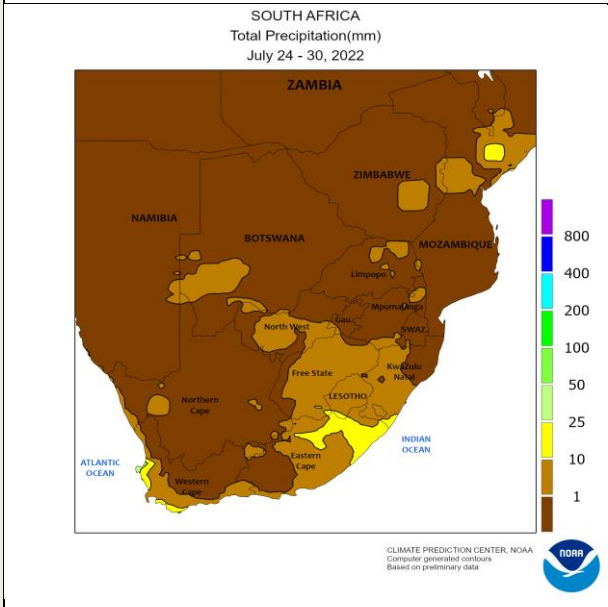 SOUTH AFRICA
Total Precipitation(mm)
July 24 - 30, 2022
ZAMBIA
ZIMBABWE
NAMIBIA
BOTSWANA
MOZAMBIQUE
Limpopo
Mpumalanga
Gau.
SWAZ.
North West
Free State
KwaZulu
Natal
LESOTHO
Northern
Cape
Eastern
Cape
Western
Cape
ATLANTIC
OCEAN
INDIAN
OCEAN
800
400
200
100
50
25
10
1
CLIMATE PREDICTION CENTER, NOAA
Computer generated contours
Based on preliminary data
NOAA